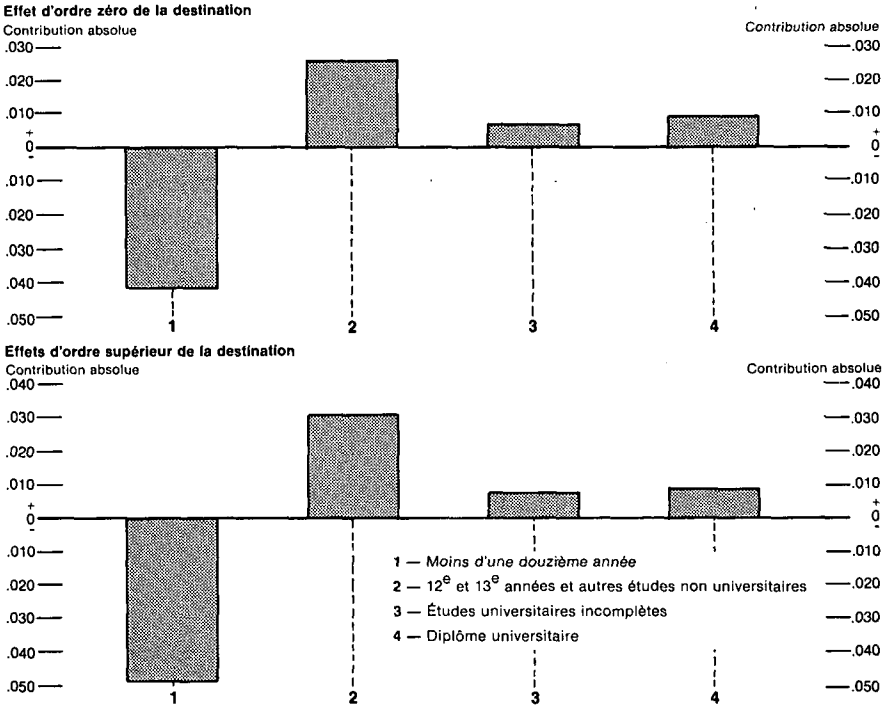 Effet d'ordre zéro de la destination
Contribution absolue Contribution absolue
.030 .030
.020 .020
.010 .010
+ +
0 0
- -
.010 .010
.020 .020
.030 .030
.040 .040
.050 .050
1 2 3 4
Effets d'ordre supérieur de la destination
Contribution absolue Contribution absolue
.040 .040
.030 .030
.020 .020
.010 .010
+ +
0 0
- -
.010 .010
.020 .020
.030 .030
.040 .040
.050 .050
1 — Moins d'une douzième année
2 — 12e et 13e années et autres études non universitaires
3 — Études universitaires incomplètes
4 — Diplôme universitaire
1 2 3 4